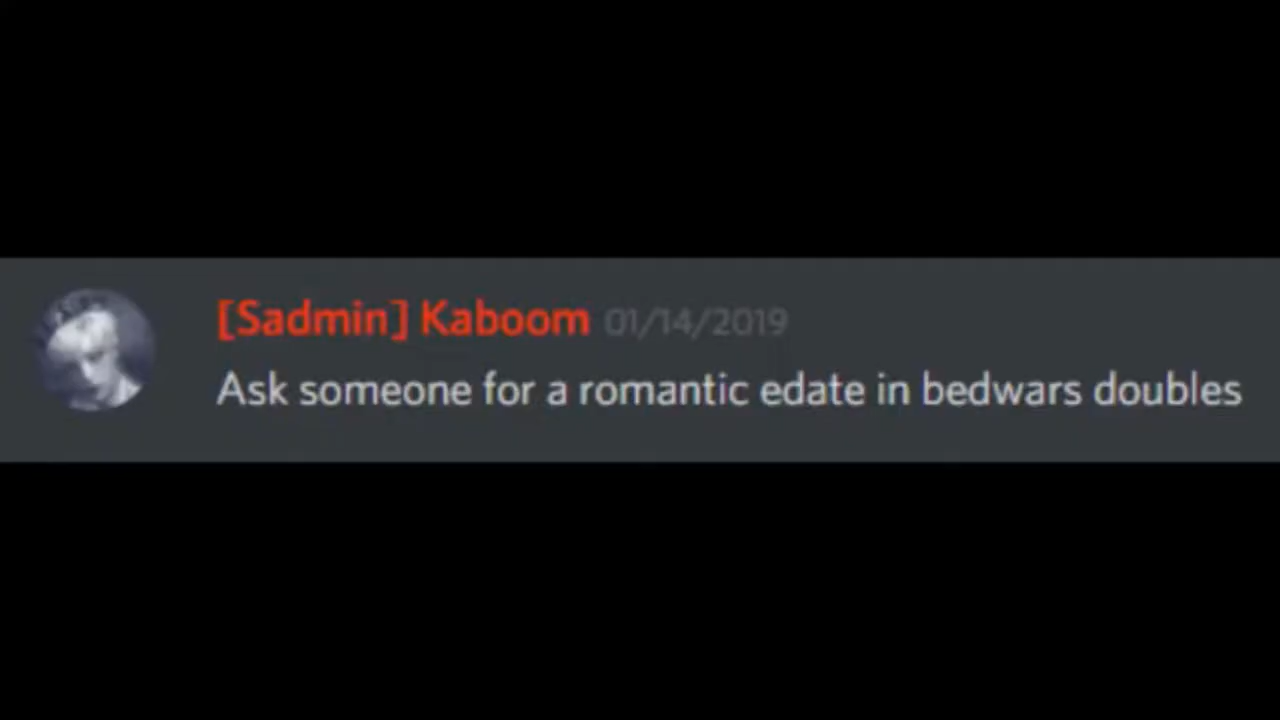 [Sadmin] Kaboom 01/14/2019
Ask someone for a romantic edate in bedwars doubles